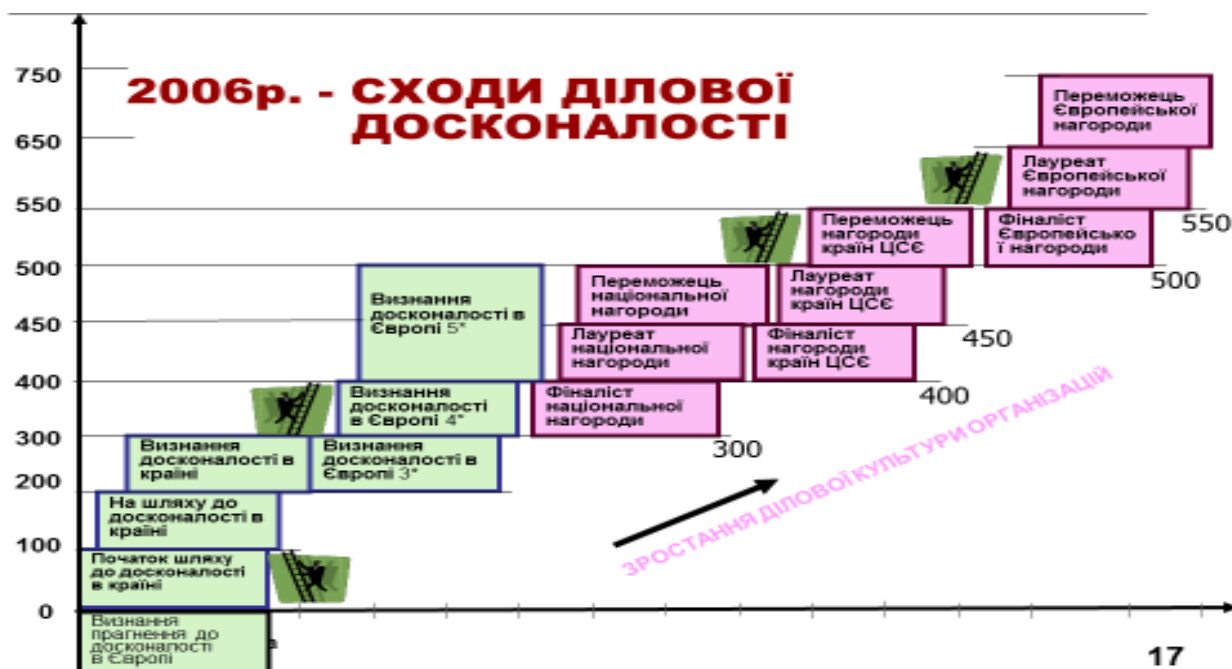 2006р. - СХОДИ ДІЛОВОЇ
ДОСКОНАЛОСТІ
750
650
550
500
450
400
300
200
100
0
Переможець
Європейської
нагороди
Лауреат
Європейської
нагороди
Переможець
нагороди
країн ЦСЄ
Фіналіст
Європейсько
ї нагороди
550
Визнання
досконалості в
Європі 5*
Переможець
національної
нагороди
Лауреат
нагороди
країн ЦСЄ
500
Лауреат
національної
нагороди
Фіналіст
нагороди
країн ЦСЄ
450
Визнання
досконалості
в Європі 4*
Фіналіст
національної
нагороди
400
Визнання
досконалості в
країні
Визнання
досконалості в
Європі 3*
300
На шляху до
досконалості в
країні
Початок шляху
до досконалості
в країні
Визнання
прагнення до
досконалості
в Європі
ЗРОСТАННЯ ДІЛОВОЇ КУЛЬТУРИ ОРГАНІЗАЦІЙ
17